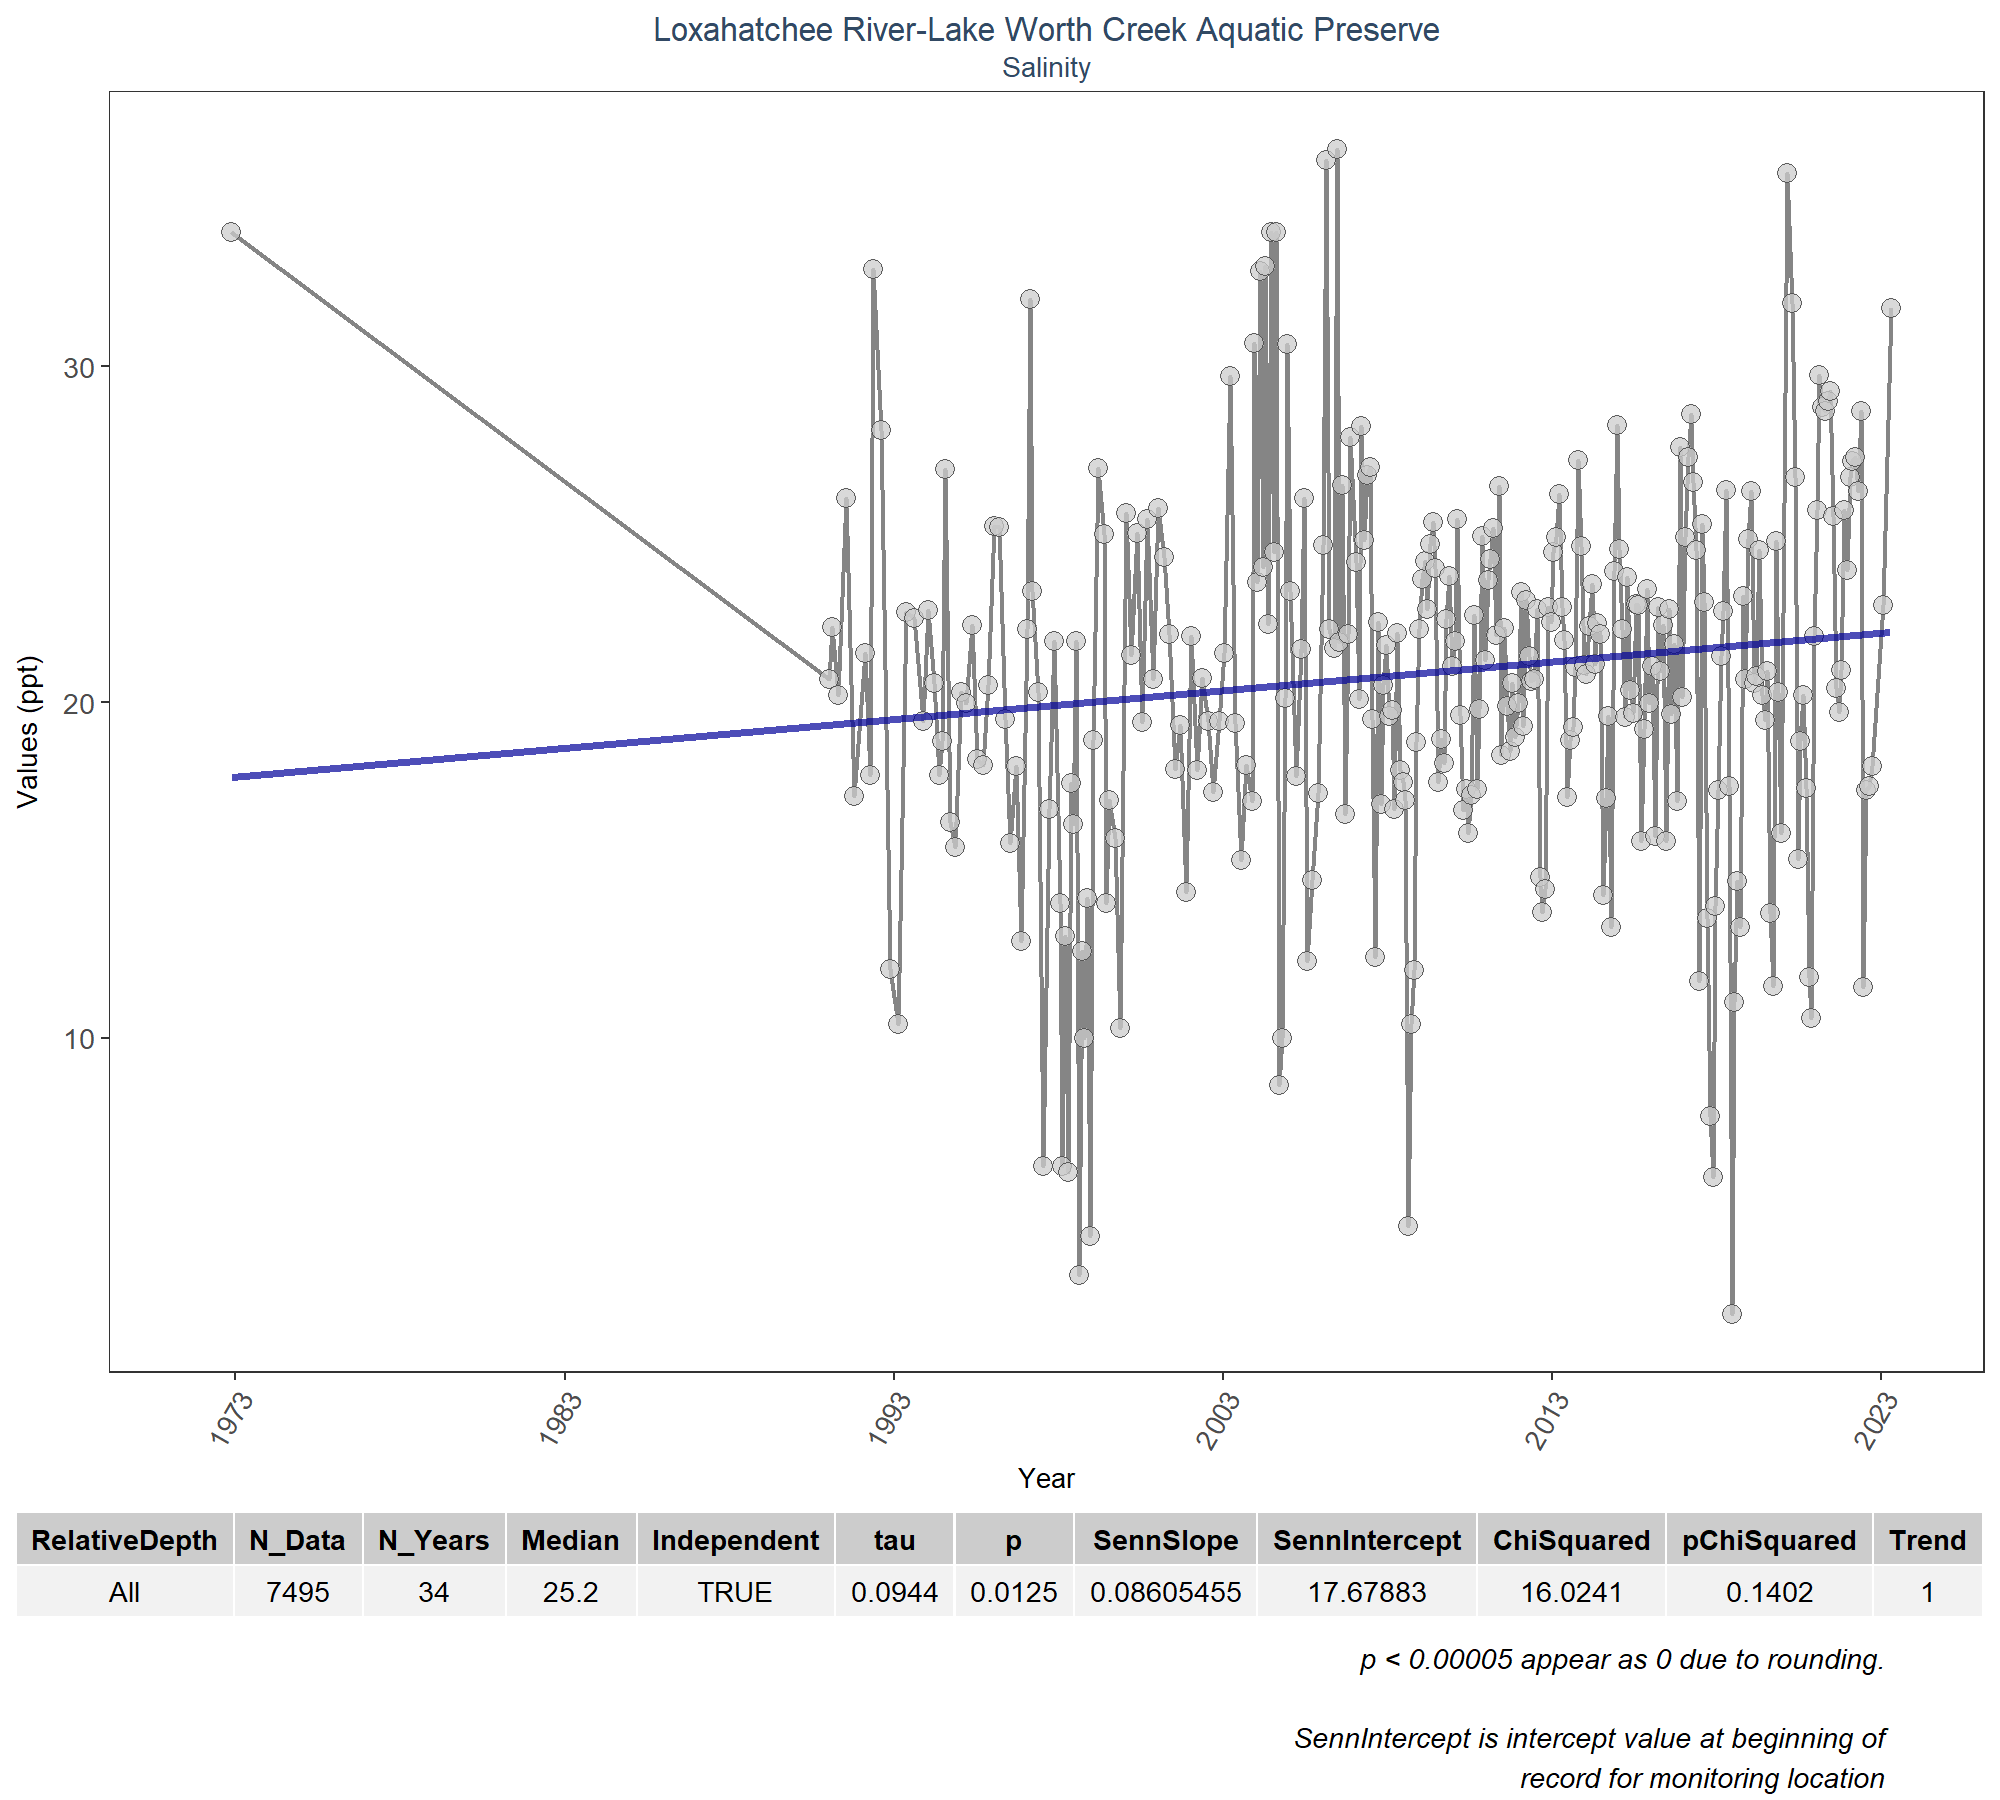 Loxahatchee River-Lake Worth Creek Aquatic Preserve
Salinity
Values (ppt)
30
20
10
1973
1983
1993
2003
2013
2023
Year
RelativeDepth N_Data N_Years Median Independent tau p SennSlope SennIntercept ChiSquared pChiSquared Trend
All 7495 34 25.2 TRUE 0.0944 0.0125 0.08605455 17.67883 16.0241 0.1402 1
p < 0.00005 appear as 0 due to rounding.
SennIntercept is intercept value at beginning of
record for monitoring location